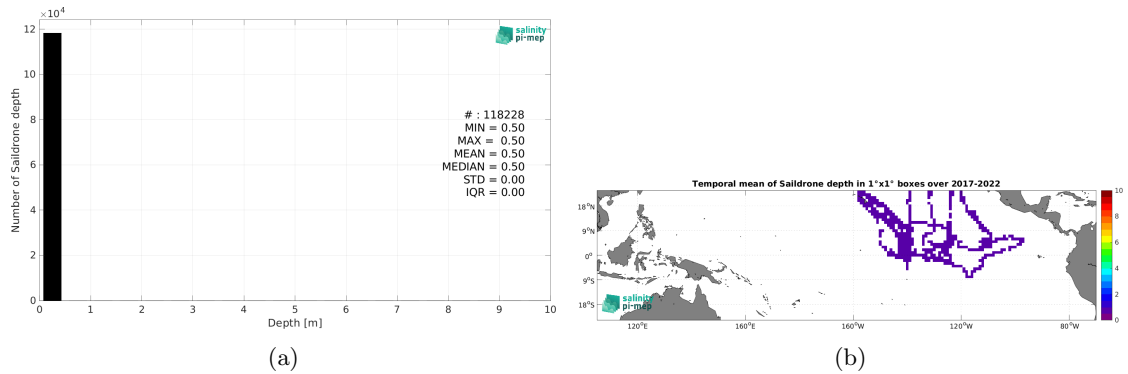 ×10⁴
12
10
8
6
4
2
0
Number of Saildrone depth
0 1 2 3 4 5 6 7 8 9 10
Depth [m]
salinity
pi-mep
# : 118228
MIN = 0.50
MAX = 0.50
MEAN = 0.50
MEDIAN = 0.50
STD = 0.00
IQR = 0.00
(a)
Temporal mean of Saildrone depth in 1°x1° boxes over 2017-2022
18°N
9°N
0°
9°S
18°S
120°E 160°E 160°W 120°W 80°W
salinity
pi-mep
10
8
6
4
2
0
(b)